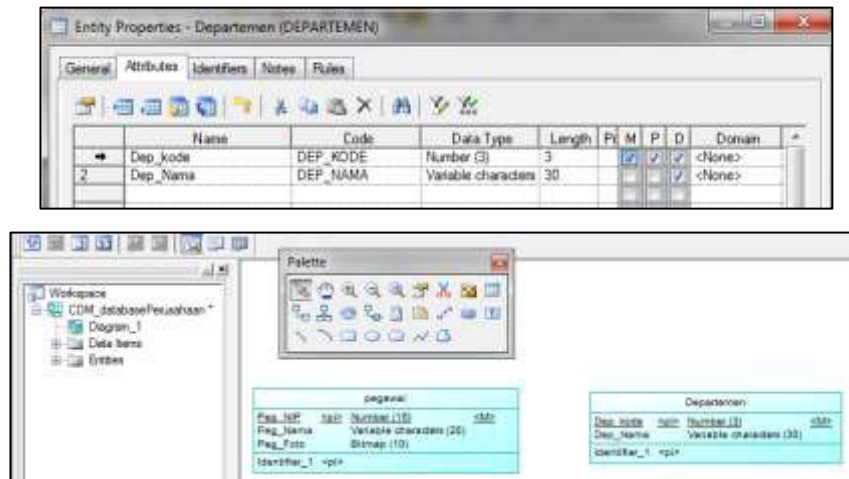 Entity Properties - Departemen (DEPARTEMEN)
General Attributes Identifiers Notes Rules
Name Code Data Type Length M P D Domain
Dep_kode DEP_KODE Number (3) 3 <None>
2 Dep_Nama DEP_NAMA Variable characters 30 <None>
Palette
Workspace
CDM_databasePerusahaan *
Diagram_1
Data Items
Entities
pegawai
Peg_NIP <pi> Number (10) <M>
Peg_Nama Variable characters (20)
Peg_Foto Bitmap (10)
Identifier_1 <pi>
Departemen
Dep_kode <pi> Number (3) <M>
Dep_Nama Variable characters (30)
Identifier_1 <pi>